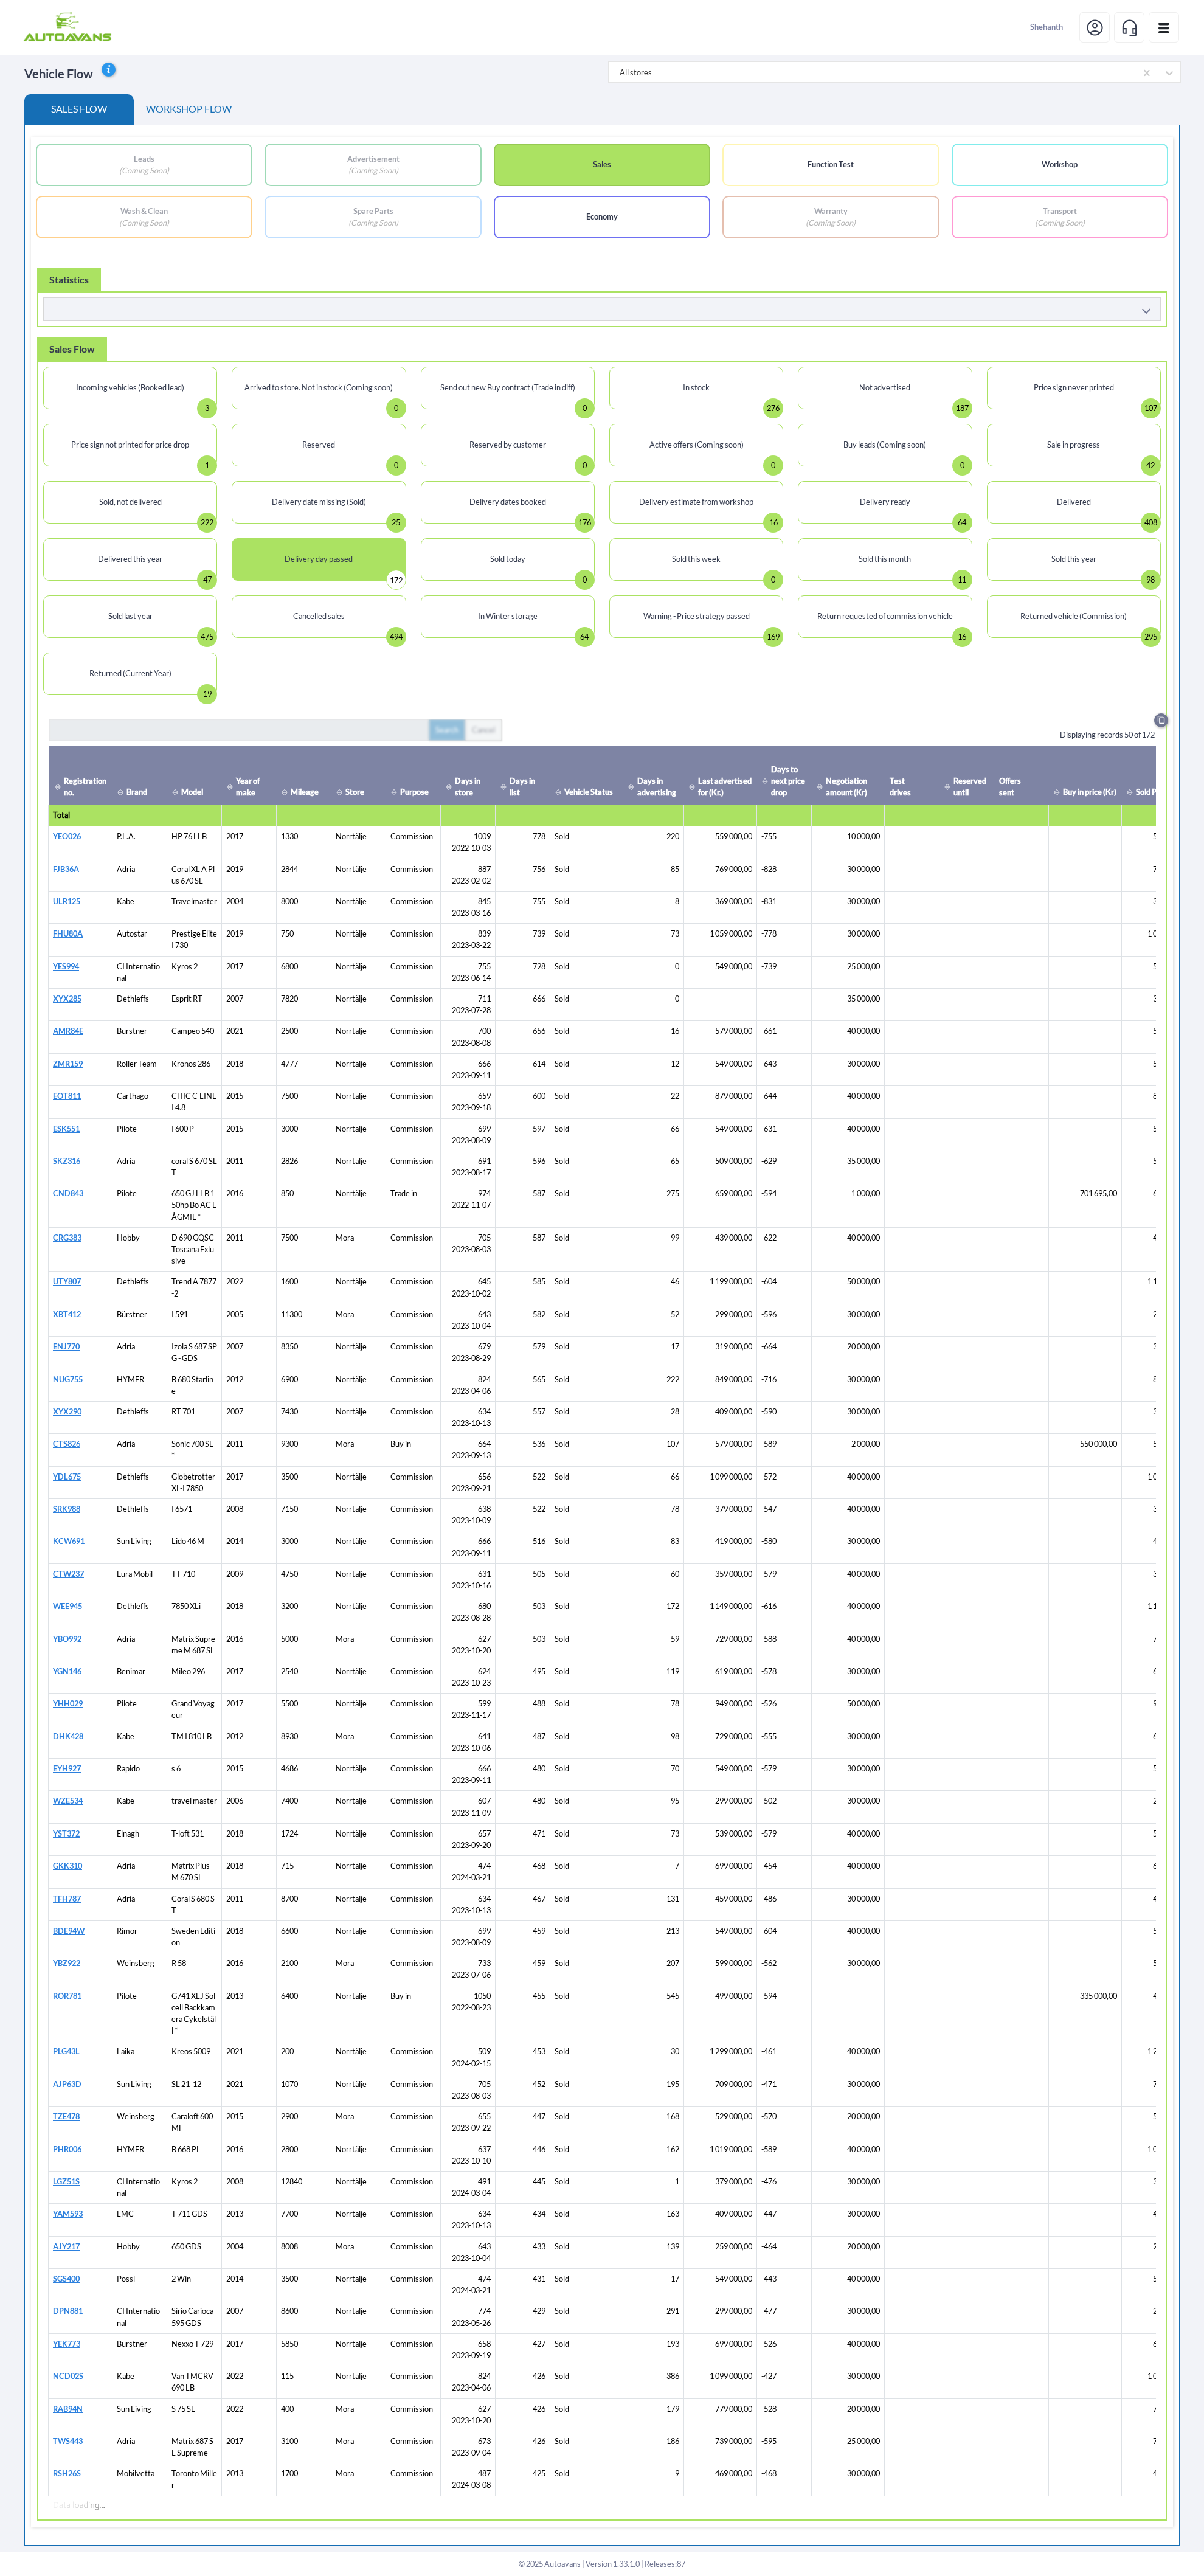 AUTOAVANS
Shehanth
Vehicle Flow
All stores
SALES FLOW
WORKSHOP FLOW
Leads
(Coming Soon)
Advertisement
(Coming Soon)
Sales
Function Test
Workshop
Wash & Clean
(Coming Soon)
Spare Parts
(Coming Soon)
Economy
Warranty
(Coming Soon)
Transport
(Coming Soon)
Statistics
Sales Flow
Incoming vehicles (Booked lead) 3
Arrived to store. Not in stock (Coming soon) 0
Send out new Buy contract (Trade in diff) 0
In stock 276
Not advertised 187
Price sign never printed 107
Price sign not printed for price drop 1
Reserved 0
Reserved by customer 0
Active offers (Coming soon) 0
Buy leads (Coming soon) 0
Sale in progress 42
Sold, not delivered 222
Delivery date missing (Sold) 25
Delivery dates booked 176
Delivery estimate from workshop 16
Delivery ready 64
Delivered 408
Delivered this year 47
Delivery day passed 172
Sold today 0
Sold this week 0
Sold this month 11
Sold this year 98
Sold last year 475
Cancelled sales 494
In Winter storage 64
Warning - Price strategy passed 169
Return requested of commission vehicle 16
Returned vehicle (Commission) 295
Returned (Current Year) 19
Search Cancel
Displaying records 50 of 172
Registration no. Brand Model Year of make Mileage Store Purpose Days in store Days in list Vehicle Status Days in advertising Last advertised for (Kr.) Days to next price drop Negotiation amount (Kr) Test drives Reserved until Offers sent Buy in price (Kr) Sold P
Total
YEO026 P.L.A. HP 76 LLB 2017 1330 Norrtälje Commission 1009 2022-10-03 778 Sold 220 559 000,00 -755 10 000,00 5
FJB36A Adria Coral XL A Plus 670 SL 2019 2844 Norrtälje Commission 887 2023-02-02 756 Sold 85 769 000,00 -828 30 000,00 7
ULR125 Kabe Travelmaster 2004 8000 Norrtälje Commission 845 2023-03-16 755 Sold 8 369 000,00 -831 30 000,00 3
FHU80A Autostar Prestige Elite I 730 2019 750 Norrtälje Commission 839 2023-03-22 739 Sold 73 1 059 000,00 -778 30 000,00 1 0
YES994 CI International Kyros 2 2017 6800 Norrtälje Commission 755 2023-06-14 728 Sold 0 549 000,00 -739 25 000,00 5
XYX285 Dethleffs Esprit RT 2007 7820 Norrtälje Commission 711 2023-07-28 666 Sold 0 35 000,00 3
AMR84E Bürstner Campeo 540 2021 2500 Norrtälje Commission 700 2023-08-08 656 Sold 16 579 000,00 -661 40 000,00 5
ZMR159 Roller Team Kronos 286 2018 4777 Norrtälje Commission 666 2023-09-11 614 Sold 12 549 000,00 -643 30 000,00 5
EOT811 Carthago CHIC C-LINE I 4.8 2015 7500 Norrtälje Commission 659 2023-09-18 600 Sold 22 879 000,00 -644 40 000,00 8
ESK551 Pilote I 600 P 2015 3000 Norrtälje Commission 699 2023-08-09 597 Sold 66 549 000,00 -631 40 000,00 5
SKZ316 Adria coral S 670 SLT 2011 2826 Norrtälje Commission 691 2023-08-17 596 Sold 65 509 000,00 -629 35 000,00 5
CND843 Pilote 650 GJ LLB 150hp Bo AC LÅGMIL * 2016 850 Norrtälje Trade in 974 2022-11-07 587 Sold 275 659 000,00 -594 1 000,00 701 695,00 6
CRG383 Hobby D 690 GQSC Toscana Exlusive 2011 7500 Mora Commission 705 2023-08-03 587 Sold 99 439 000,00 -622 40 000,00 4
UTY807 Dethleffs Trend A 7877-2 2022 1600 Norrtälje Commission 645 2023-10-02 585 Sold 46 1 199 000,00 -604 50 000,00 1 1
XBT412 Bürstner I 591 2005 11300 Mora Commission 643 2023-10-04 582 Sold 52 299 000,00 -596 30 000,00 2
ENJ770 Adria Izola S 687 SPG - GDS 2007 8350 Norrtälje Commission 679 2023-08-29 579 Sold 17 319 000,00 -664 20 000,00 3
NUG755 HYMER B 680 Starline 2012 6900 Norrtälje Commission 824 2023-04-06 565 Sold 222 849 000,00 -716 30 000,00 8
XYX290 Dethleffs RT 701 2007 7430 Norrtälje Commission 634 2023-10-13 557 Sold 28 409 000,00 -590 30 000,00 3
CTS826 Adria Sonic 700 SL * 2011 9300 Mora Buy in 664 2023-09-13 536 Sold 107 579 000,00 -589 2 000,00 550 000,00 5
YDL675 Dethleffs Globetrotter XL-I 7850 2017 3500 Norrtälje Commission 656 2023-09-21 522 Sold 66 1 099 000,00 -572 40 000,00 1 0
SRK988 Dethleffs I 6571 2008 7150 Norrtälje Commission 638 2023-10-09 522 Sold 78 379 000,00 -547 40 000,00 3
KCW691 Sun Living Lido 46 M 2014 3000 Norrtälje Commission 666 2023-09-11 516 Sold 83 419 000,00 -580 30 000,00 4
CTW237 Eura Mobil TT 710 2009 4750 Norrtälje Commission 631 2023-10-16 505 Sold 60 359 000,00 -579 40 000,00 3
WEE945 Dethleffs 7850 XLi 2018 3200 Norrtälje Commission 680 2023-08-28 503 Sold 172 1 149 000,00 -616 40 000,00 1 1
YBO992 Adria Matrix Supreme M 687 SL 2016 5000 Mora Commission 627 2023-10-20 503 Sold 59 729 000,00 -588 40 000,00 7
YGN146 Benimar Mileo 296 2017 2540 Norrtälje Commission 624 2023-10-23 495 Sold 119 619 000,00 -578 30 000,00 6
YHH029 Pilote Grand Voyageur 2017 5500 Norrtälje Commission 599 2023-11-17 488 Sold 78 949 000,00 -526 50 000,00 9
DHK428 Kabe TM I 810 LB 2012 8930 Mora Commission 641 2023-10-06 487 Sold 98 729 000,00 -555 30 000,00 6
EYH927 Rapido s 6 2015 4686 Norrtälje Commission 666 2023-09-11 480 Sold 70 549 000,00 -579 30 000,00 5
WZE534 Kabe travel master 2006 7400 Norrtälje Commission 607 2023-11-09 480 Sold 95 299 000,00 -502 30 000,00 2
YST372 Elnagh T-loft 531 2018 1724 Norrtälje Commission 657 2023-09-20 471 Sold 73 539 000,00 -579 40 000,00 5
GKK310 Adria Matrix Plus M 670 SL 2018 715 Norrtälje Commission 474 2024-03-21 468 Sold 7 699 000,00 -454 40 000,00 6
TFH787 Adria Coral S 680 ST 2011 8700 Norrtälje Commission 634 2023-10-13 467 Sold 131 459 000,00 -486 30 000,00 4
BDE94W Rimor Sweden Edition 2018 6600 Norrtälje Commission 699 2023-08-09 459 Sold 213 549 000,00 -604 40 000,00 5
YBZ922 Weinsberg R 58 2016 2100 Mora Commission 733 2023-07-06 459 Sold 207 599 000,00 -562 30 000,00 5
ROR781 Pilote G741 XLJ Solcell Backkamera Cykelställ * 2013 6400 Norrtälje Buy in 1050 2022-08-23 455 Sold 545 499 000,00 -594 335 000,00 4
PLG43L Laika Kreos 5009 2021 200 Norrtälje Commission 509 2024-02-15 453 Sold 30 1 299 000,00 -461 40 000,00 1 2
AJP63D Sun Living SL 21_12 2021 1070 Norrtälje Commission 705 2023-08-03 452 Sold 195 709 000,00 -471 30 000,00 7
TZE478 Weinsberg Caraloft 600 MF 2015 2900 Mora Commission 655 2023-09-22 447 Sold 168 529 000,00 -570 20 000,00 5
PHR006 HYMER B 668 PL 2016 2800 Norrtälje Commission 637 2023-10-10 446 Sold 162 1 019 000,00 -589 40 000,00 1 0
LGZ51S CI International Kyros 2 2008 12840 Norrtälje Commission 491 2024-03-04 445 Sold 1 379 000,00 -476 30 000,00 3
YAM593 LMC T 711 GDS 2013 7700 Norrtälje Commission 634 2023-10-13 434 Sold 163 409 000,00 -447 30 000,00 4
AJY217 Hobby 650 GDS 2004 8008 Mora Commission 643 2023-10-04 433 Sold 139 259 000,00 -464 20 000,00 2
SGS400 Pössl 2 Win 2014 3500 Norrtälje Commission 474 2024-03-21 431 Sold 17 549 000,00 -443 40 000,00 5
DPN881 CI International Sirio Carioca 595 GDS 2007 8600 Norrtälje Commission 774 2023-05-26 429 Sold 291 299 000,00 -477 30 000,00 2
YEK773 Bürstner Nexxo T 729 2017 5850 Norrtälje Commission 658 2023-09-19 427 Sold 193 699 000,00 -526 40 000,00 6
NCD02S Kabe Van TMCRV 690 LB 2022 115 Norrtälje Commission 824 2023-04-06 426 Sold 386 1 099 000,00 -427 30 000,00 1 0
RAB94N Sun Living S 75 SL 2022 400 Mora Commission 627 2023-10-20 426 Sold 179 779 000,00 -528 20 000,00 7
TWS443 Adria Matrix 687 SL Supreme 2017 3100 Mora Commission 673 2023-09-04 426 Sold 186 739 000,00 -595 25 000,00 7
RSH26S Mobilvetta Toronto Miller 2013 1700 Mora Commission 487 2024-03-08 425 Sold 9 469 000,00 -468 30 000,00 4
Data loading...
© 2025 Autoavans | Version 1.33.1.0 | Releases:87